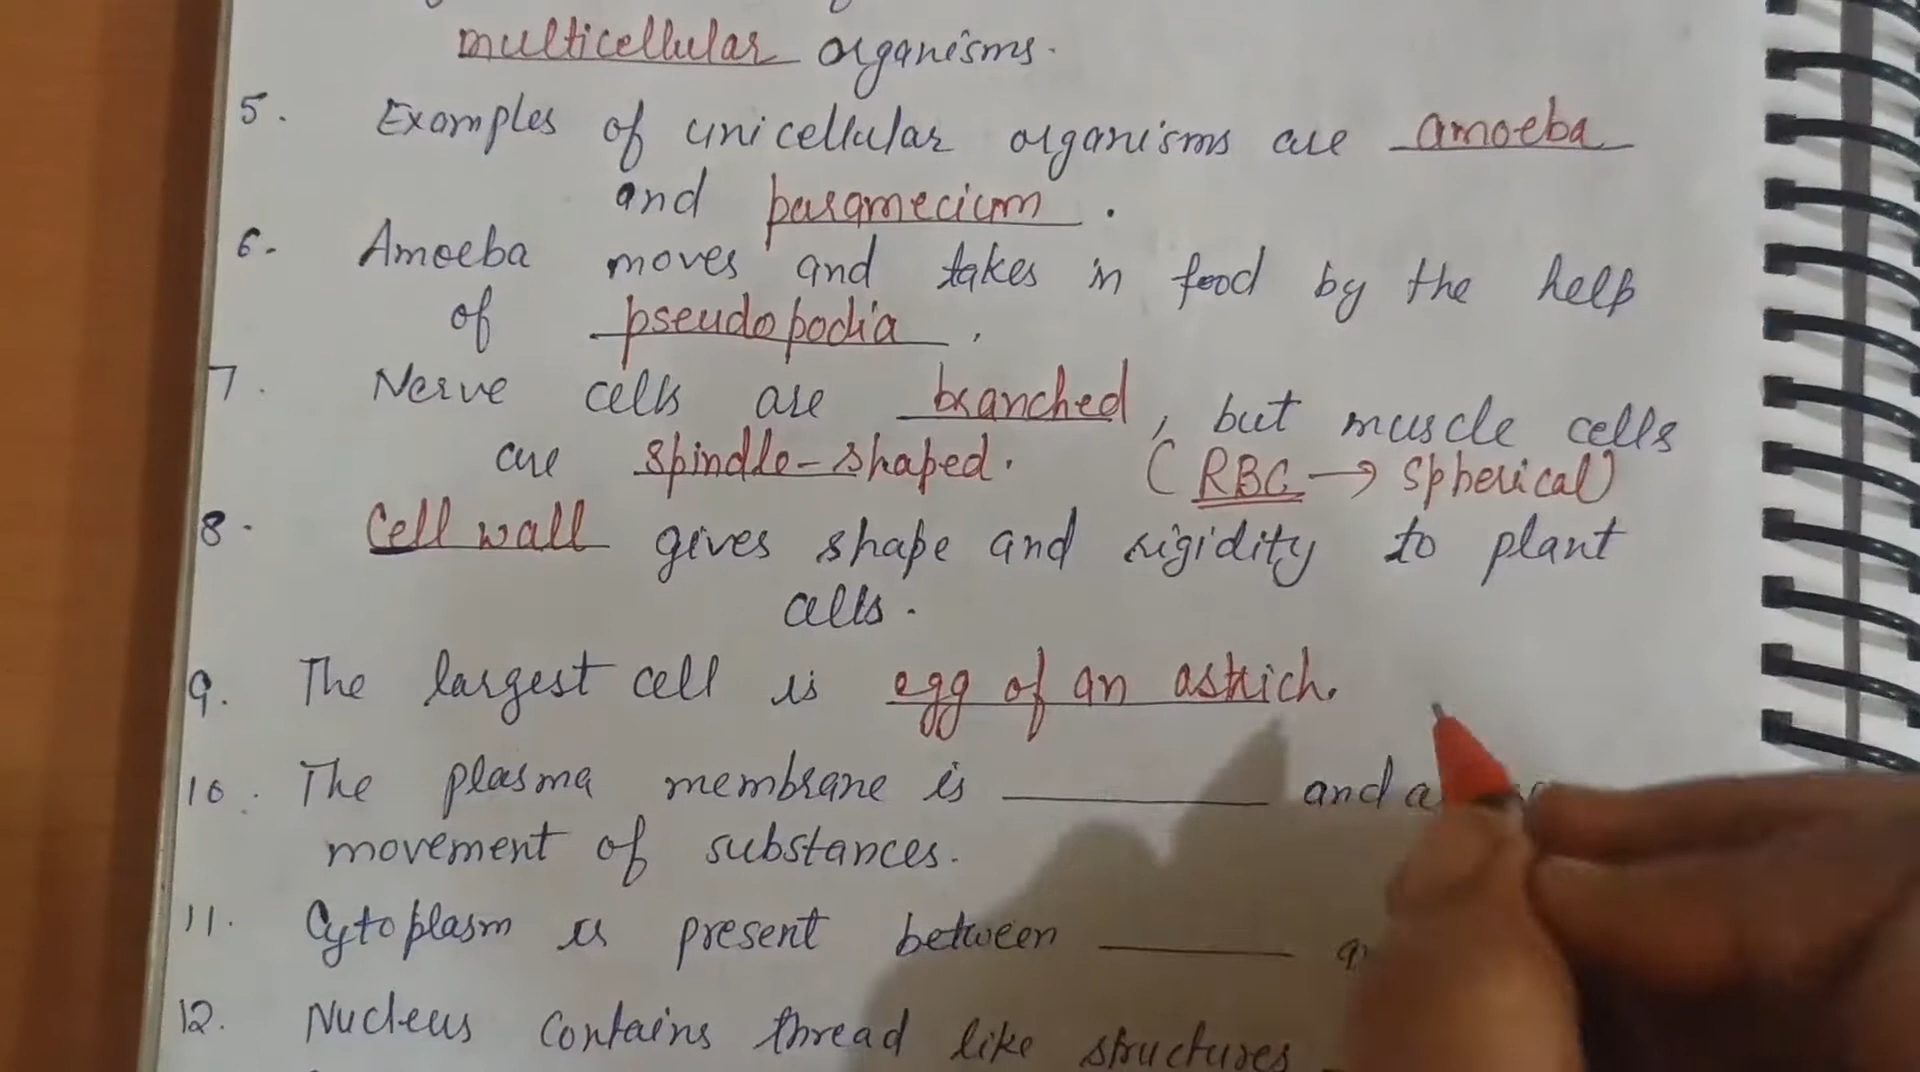 multicellular organisms.
5. Examples of unicellular organisms are amoeba
and paramecium.
6. Amoeba moves and takes in food by the help
of pseudopodia.
7. Nerve cells are branched, but muscle cells
are spindle-shaped. (RBC → Spherical)
8. Cell wall gives shape and rigidity to plant
cells.
9. The largest cell is egg of an astrich.
10. The plasma membrane is ________ and
movement of substances.
11. Cytoplasm is present between ________
12. Nucleus contains thread like structures